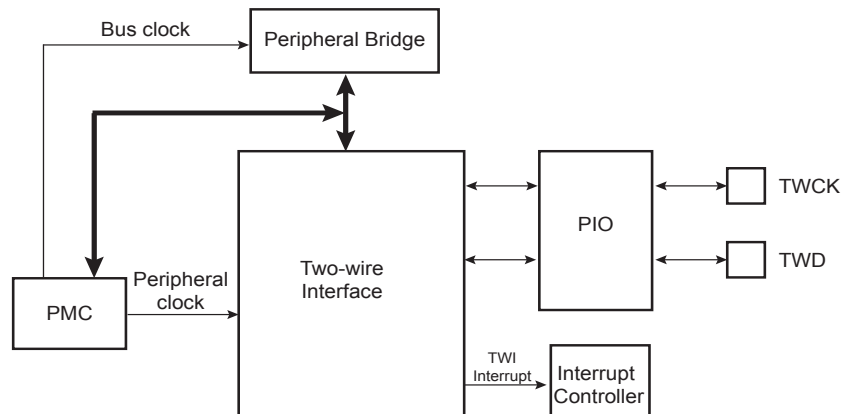 Bus clock
Peripheral Bridge
TWCK
PIO
TWD
Two-wire
Interface
Peripheral
clock
PMC
TWI
Interrupt
Interrupt
Controller